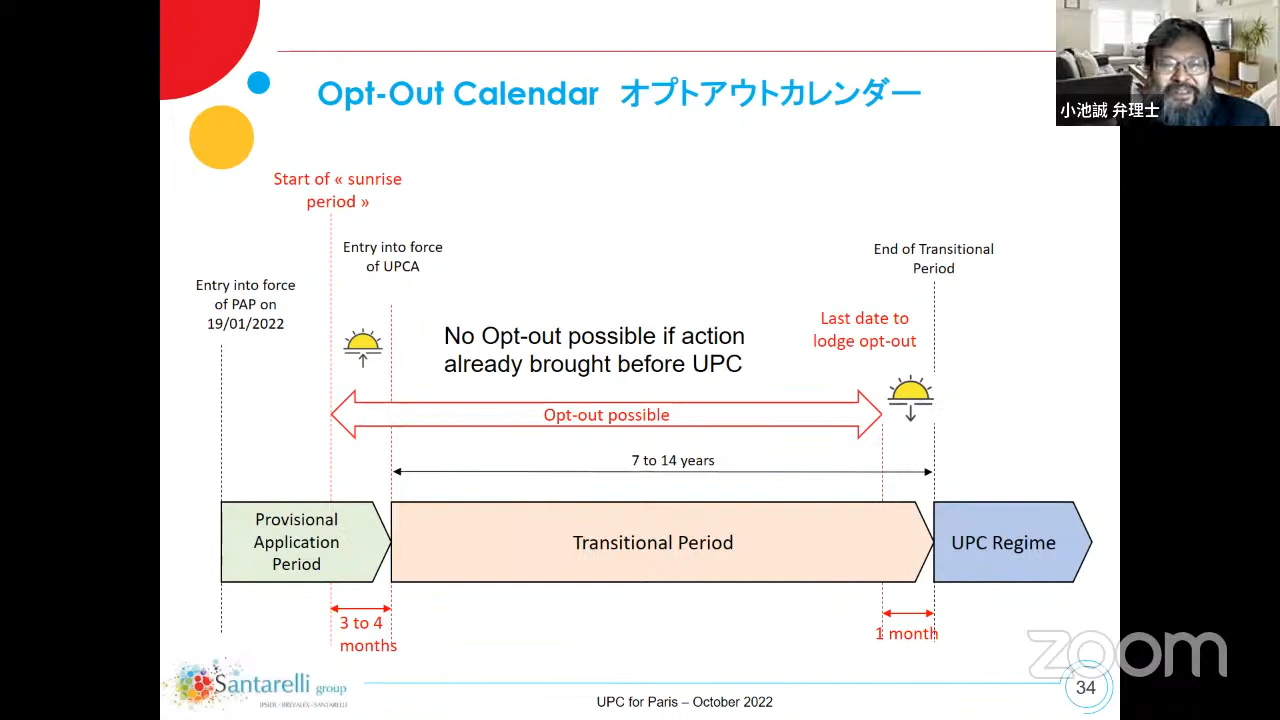 Opt-Out Calendar オプトアウトカレンダー
小池誠 弁理士
Start of « sunrise
period »
Entry into force
of UPCA
End of Transitional
Period
Entry into force
of PAP on
19/01/2022
No Opt-out possible if action
already brought before UPC
Last date to
lodge opt-out
Opt-out possible
7 to 14 years
Provisional
Application
Period
Transitional Period
UPC Regime
3 to 4
months
1 month
zoom
Santarelli group
IPSIDE - BREVALEX - SANTARELLI
UPC for Paris – October 2022
34